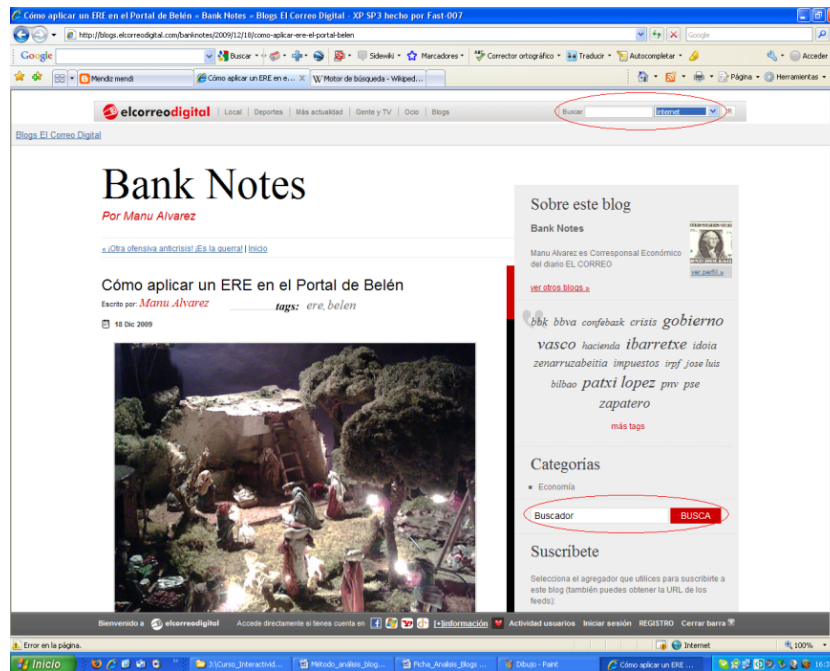 Cómo aplicar un ERE en el Portal de Belén » Bank Notes » Blogs El Correo Digital - XP SP3 hecho por Fast-007
http://blogs.elcorreodigital.com/banknotes/2009/12/18/como-aplicar-ere-el-portal-belen
Google
Google Buscar Sidewiki Marcadores Corrector ortográfico Traducir Autocompletar Acceder
Mendiz mendi Cómo aplicar un ERE en e... Motor de búsqueda - Wikiped... Página Herramientas
elcorreodigital Local | Deportes | Más actualidad | Gente y TV | Ocio | Blogs
Buscar internet IR
Blogs El Correo Digital
Bank Notes
Por Manu Alvarez
« ¡Otra ofensiva anticrisis! ¡Es la guerra! | Inicio
Cómo aplicar un ERE en el Portal de Belén
Escrito por: Manu Alvarez tags: ere, belen
18 Dic 2009
Sobre este blog
Bank Notes
Manu Alvarez es Corresponsal Económico
del diario EL CORREO
ver perfil »
ver otros blogs »
bbk bbva confebask crisis gobierno
vasco hacienda ibarretxe idoia
zenarruzabeitia impuestos irpf jose luis
bilbao patxi lopez pnv pse
zapatero
más tags
Categorías
Economía
Buscador BUSCA
Suscríbete
Selecciona el agregador que utilices para suscribirte a
este blog (también puedes obtener la URL de los
feeds):
Bienvenido a elcorreodigital Accede directamente si tienes cuenta en [+]información Actividad usuarios Iniciar sesión REGISTRO Cerrar barra
Error en la página. Internet 100%
Inicio J:\Curso_Interactivid... Método_análisis_blog... Ficha_Analisis_Blogs ... Dibujo - Paint Cómo aplicar un ERE ...